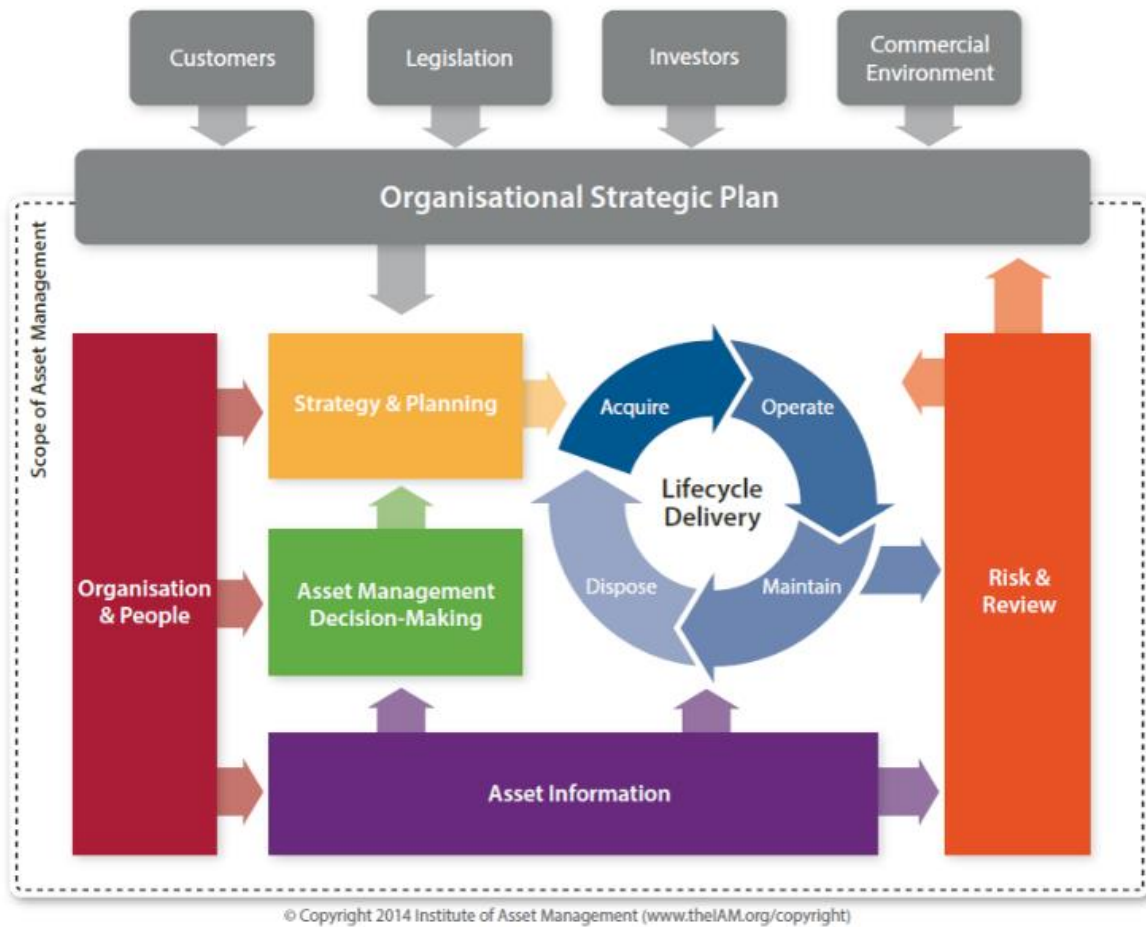 Customers
Legislation
Investors
Commercial
Environment
Organisational Strategic Plan
Scope of Asset Management
Strategy & Planning
Acquire
Operate
Lifecycle
Delivery
Organisation
& People
Asset Management
Decision-Making
Dispose
Maintain
Risk &
Review
Asset Information
© Copyright 2014 Institute of Asset Management (www.theIAM.org/copyright)